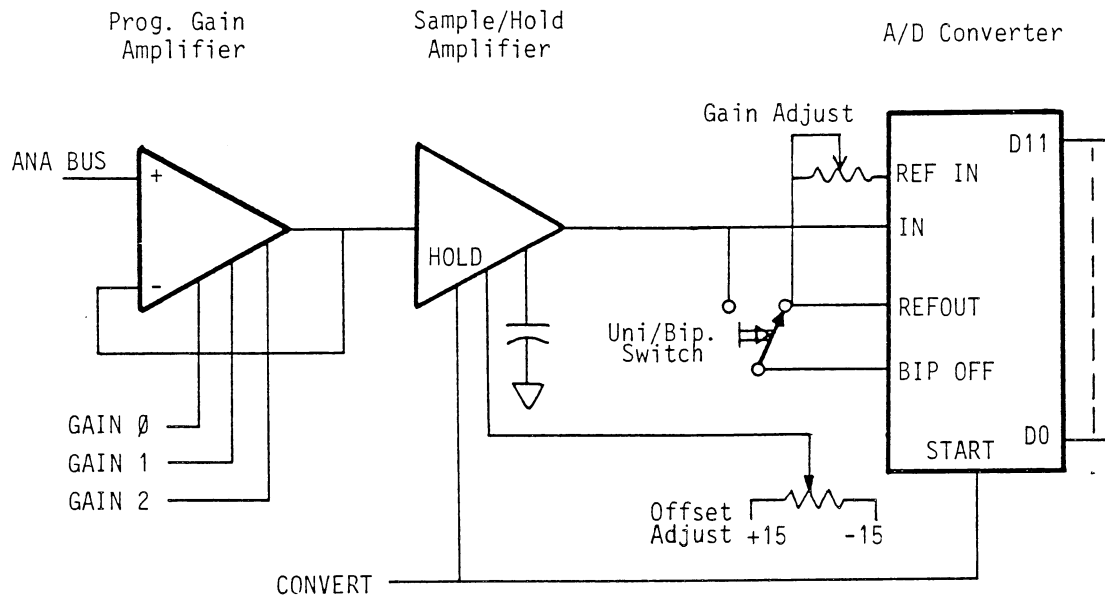 Prog. Gain
Amplifier
Sample/Hold
Amplifier
A/D Converter
Gain Adjust
ANA BUS
+
-
HOLD
D11
REF IN
IN
REFOUT
BIP OFF
START
D0
Uni/Bip.
Switch
GAIN Ø
GAIN 1
GAIN 2
Offset
Adjust
+15
-15
CONVERT